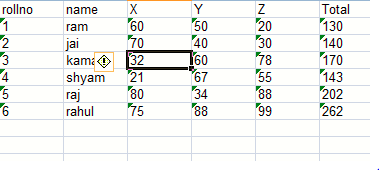 rollno name X Y Z Total
1 ram 60 50 20 130
2 jai 70 40 30 140
3 kama 32 60 78 170
4 shyam 21 67 55 143
5 raj 80 34 88 202
6 rahul 75 88 99 262